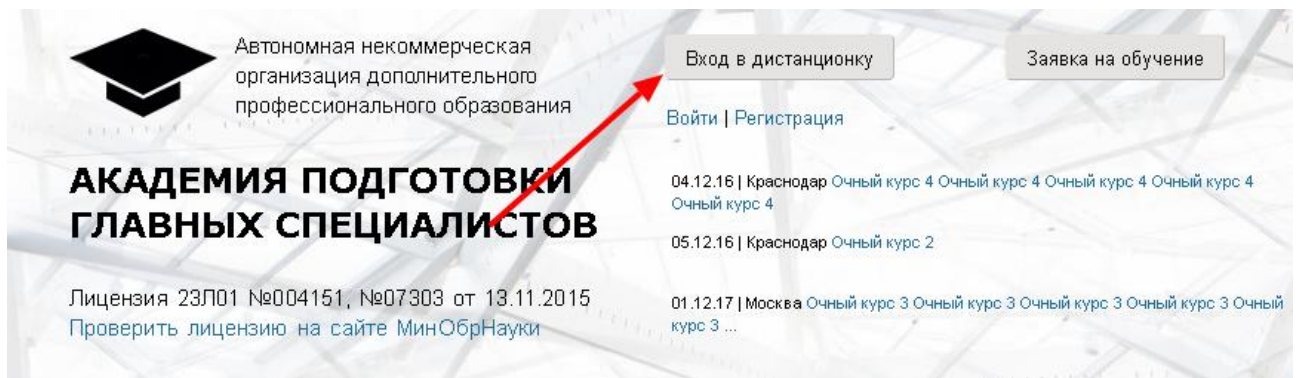 Автономная некоммерческая
организация дополнительного
профессионального образования
АКАДЕМИЯ ПОДГОТОВКИ
ГЛАВНЫХ СПЕЦИАЛИСТОВ
Лицензия 23Л01 №004151, №07303 от 13.11.2015
Проверить лицензию на сайте МинОбрНауки
Вход в дистанционку
Заявка на обучение
Войти | Регистрация
04.12.16 | Краснодар Очный курс 4 Очный курс 4 Очный курс 4 Очный курс 4
Очный курс 4
05.12.16 | Краснодар Очный курс 2
01.12.17 | Москва Очный курс 3 Очный курс 3 Очный курс 3 Очный курс 3 Очный
курс 3 ...